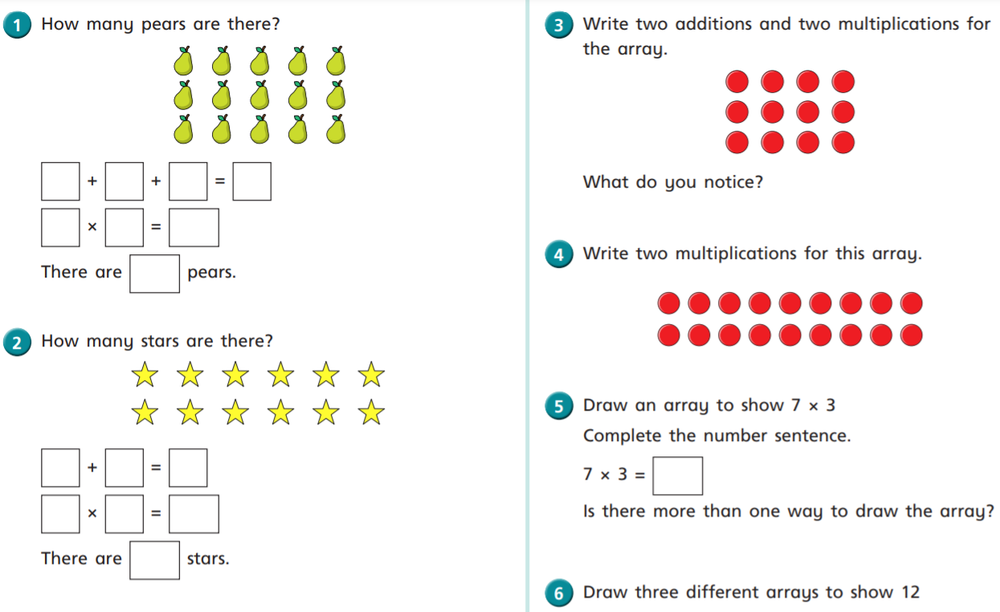 1 How many pears are there?
+ + =
× =
There are pears.
2 How many stars are there?
+ =
× =
There are stars.
3 Write two additions and two multiplications for
the array.
What do you notice?
4 Write two multiplications for this array.
5 Draw an array to show 7 × 3
Complete the number sentence.
7 × 3 =
Is there more than one way to draw the array?
6 Draw three different arrays to show 12